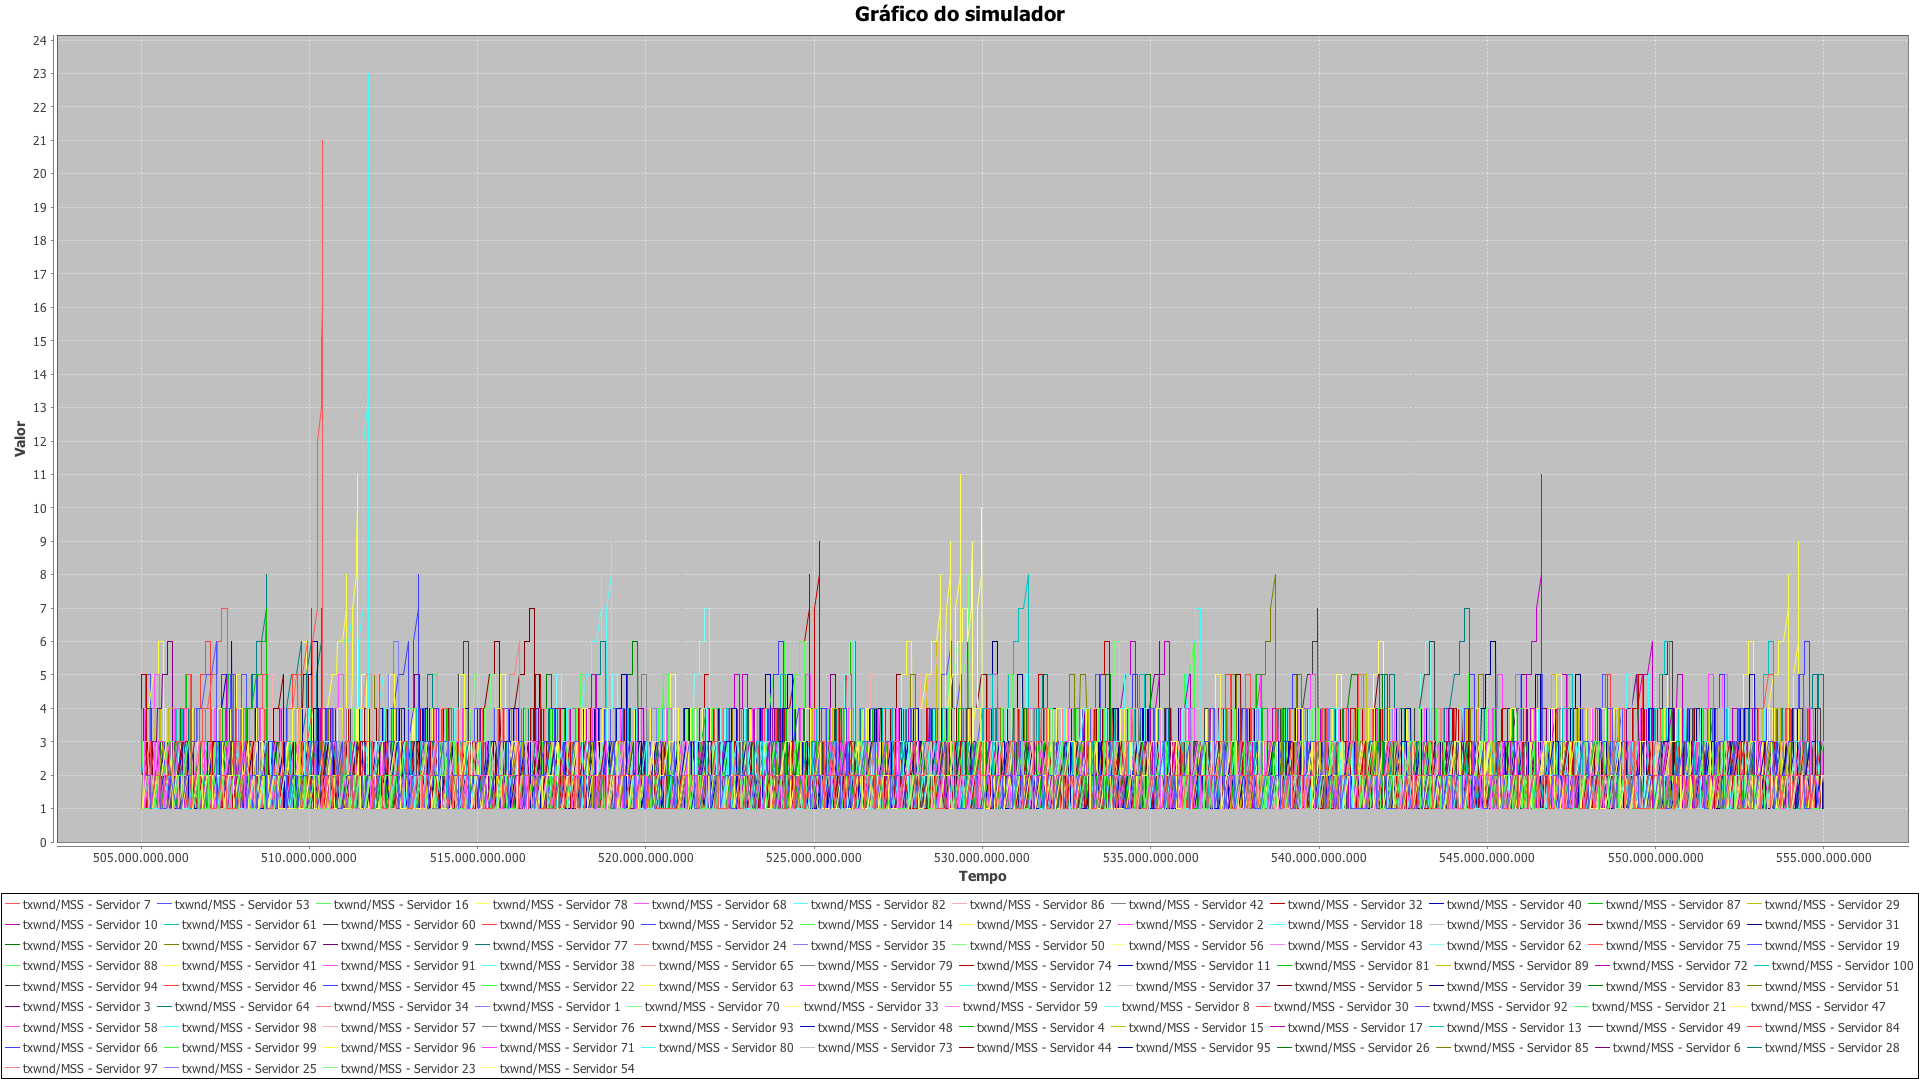 Gráfico do simulador
24
23
22
21
20
19
18
17
16
15
14
13
12
11
10
9
8
7
6
5
4
3
2
1
0
Valor
505.000.000.000 510.000.000.000 515.000.000.000 520.000.000.000 525.000.000.000 530.000.000.000 535.000.000.000 540.000.000.000 545.000.000.000 550.000.000.000 555.000.000.000
Tempo
txwnd/MSS - Servidor 7 txwnd/MSS - Servidor 53 txwnd/MSS - Servidor 16 txwnd/MSS - Servidor 78 txwnd/MSS - Servidor 68 txwnd/MSS - Servidor 82 txwnd/MSS - Servidor 86 txwnd/MSS - Servidor 42 txwnd/MSS - Servidor 32 txwnd/MSS - Servidor 40 txwnd/MSS - Servidor 87 txwnd/MSS - Servidor 29
txwnd/MSS - Servidor 10 txwnd/MSS - Servidor 61 txwnd/MSS - Servidor 60 txwnd/MSS - Servidor 90 txwnd/MSS - Servidor 52 txwnd/MSS - Servidor 14 txwnd/MSS - Servidor 27 txwnd/MSS - Servidor 2 txwnd/MSS - Servidor 18 txwnd/MSS - Servidor 36 txwnd/MSS - Servidor 69 txwnd/MSS - Servidor 31
txwnd/MSS - Servidor 20 txwnd/MSS - Servidor 67 txwnd/MSS - Servidor 9 txwnd/MSS - Servidor 77 txwnd/MSS - Servidor 24 txwnd/MSS - Servidor 35 txwnd/MSS - Servidor 50 txwnd/MSS - Servidor 56 txwnd/MSS - Servidor 43 txwnd/MSS - Servidor 62 txwnd/MSS - Servidor 75 txwnd/MSS - Servidor 19
txwnd/MSS - Servidor 88 txwnd/MSS - Servidor 41 txwnd/MSS - Servidor 91 txwnd/MSS - Servidor 38 txwnd/MSS - Servidor 65 txwnd/MSS - Servidor 79 txwnd/MSS - Servidor 74 txwnd/MSS - Servidor 11 txwnd/MSS - Servidor 81 txwnd/MSS - Servidor 89 txwnd/MSS - Servidor 72 txwnd/MSS - Servidor 100
txwnd/MSS - Servidor 94 txwnd/MSS - Servidor 46 txwnd/MSS - Servidor 45 txwnd/MSS - Servidor 22 txwnd/MSS - Servidor 63 txwnd/MSS - Servidor 55 txwnd/MSS - Servidor 12 txwnd/MSS - Servidor 37 txwnd/MSS - Servidor 5 txwnd/MSS - Servidor 39 txwnd/MSS - Servidor 83 txwnd/MSS - Servidor 51
txwnd/MSS - Servidor 3 txwnd/MSS - Servidor 64 txwnd/MSS - Servidor 34 txwnd/MSS - Servidor 1 txwnd/MSS - Servidor 70 txwnd/MSS - Servidor 33 txwnd/MSS - Servidor 59 txwnd/MSS - Servidor 8 txwnd/MSS - Servidor 30 txwnd/MSS - Servidor 92 txwnd/MSS - Servidor 21 txwnd/MSS - Servidor 47
txwnd/MSS - Servidor 58 txwnd/MSS - Servidor 98 txwnd/MSS - Servidor 57 txwnd/MSS - Servidor 76 txwnd/MSS - Servidor 93 txwnd/MSS - Servidor 48 txwnd/MSS - Servidor 4 txwnd/MSS - Servidor 15 txwnd/MSS - Servidor 17 txwnd/MSS - Servidor 13 txwnd/MSS - Servidor 49 txwnd/MSS - Servidor 84
txwnd/MSS - Servidor 66 txwnd/MSS - Servidor 99 txwnd/MSS - Servidor 96 txwnd/MSS - Servidor 71 txwnd/MSS - Servidor 80 txwnd/MSS - Servidor 73 txwnd/MSS - Servidor 44 txwnd/MSS - Servidor 95 txwnd/MSS - Servidor 26 txwnd/MSS - Servidor 85 txwnd/MSS - Servidor 6 txwnd/MSS - Servidor 28
txwnd/MSS - Servidor 97 txwnd/MSS - Servidor 25 txwnd/MSS - Servidor 23 txwnd/MSS - Servidor 54